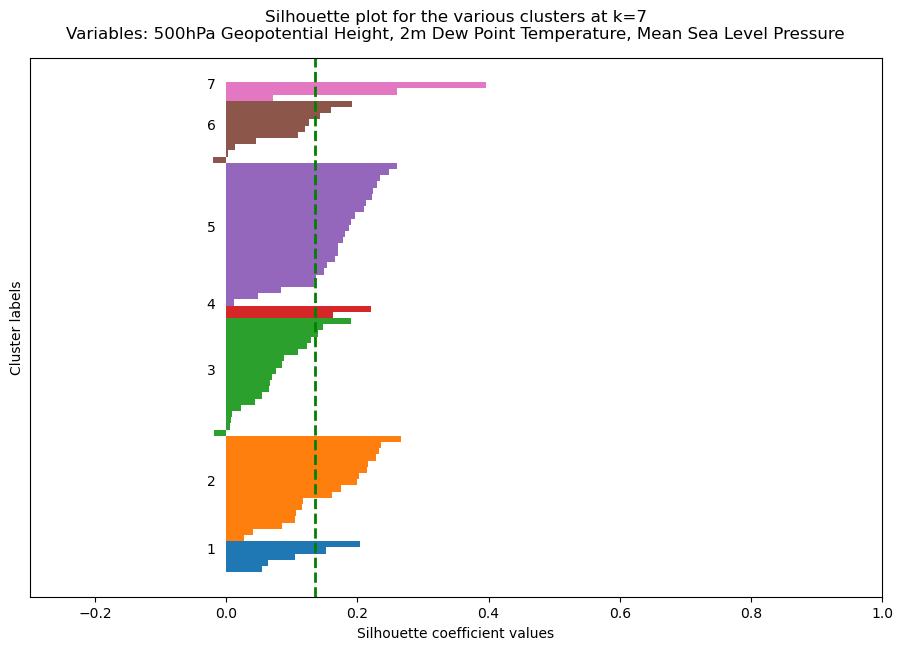 Silhouette plot for the various clusters at k=7
Variables: 500hPa Geopotential Height, 2m Dew Point Temperature, Mean Sea Level Pressure
Cluster labels
7
6
5
4
3
2
1
−0.2 0.0 0.2 0.4 0.6 0.8 1.0
Silhouette coefficient values